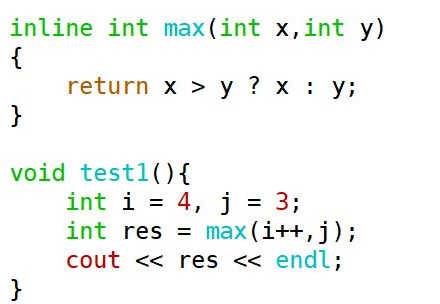 inline int max(int x,int y)
{
    return x > y ? x : y;
}

void test1(){
    int i = 4, j = 3;
    int res = max(i++,j);
    cout << res << endl;
}